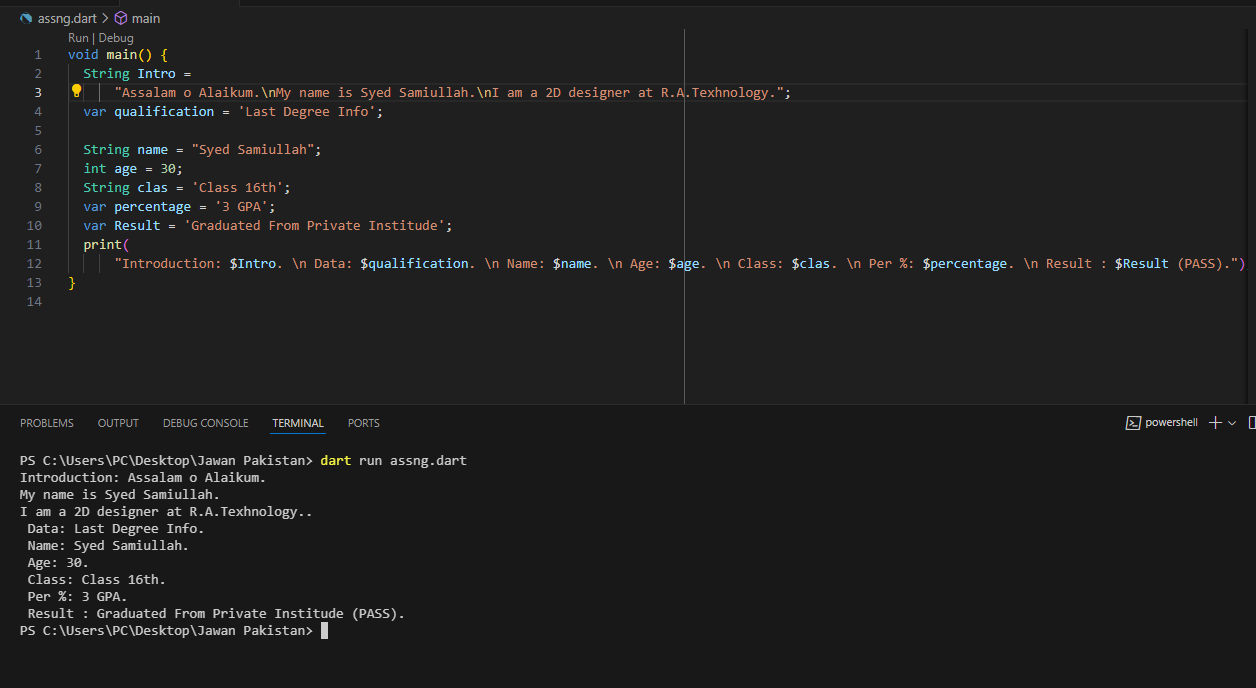 assng.dart > main
Run | Debug
1 void main() {
2 String Intro =
3 "Assalam o Alaikum.\nMy name is Syed Samiullah.\nI am a 2D designer at R.A.Texhnology.";
4 var qualification = 'Last Degree Info';
5
6 String name = "Syed Samiullah";
7 int age = 30;
8 String clas = 'Class 16th';
9 var percentage = '3 GPA';
10 var Result = 'Graduated From Private Institude';
11 print(
12 "Introduction: $Intro. \n Data: $qualification. \n Name: $name. \n Age: $age. \n Class: $clas. \n Per %: $percentage. \n Result : $Result (PASS).")
13 }
14
PROBLEMS OUTPUT DEBUG CONSOLE TERMINAL PORTS powershell
PS C:\Users\PC\Desktop\Jawan Pakistan> dart run assng.dart
Introduction: Assalam o Alaikum.
My name is Syed Samiullah.
I am a 2D designer at R.A.Texhnology..
Data: Last Degree Info.
Name: Syed Samiullah.
Age: 30.
Class: Class 16th.
Per %: 3 GPA.
Result : Graduated From Private Institude (PASS).
PS C:\Users\PC\Desktop\Jawan Pakistan>